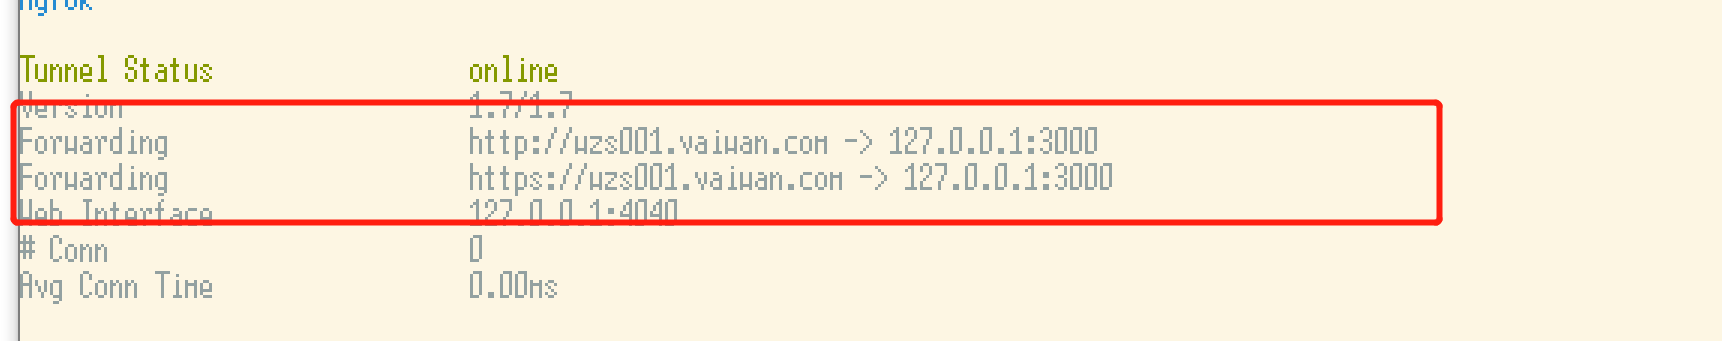 ngrok
Tunnel Status online
Version 1.7/1.7
Forwarding http://wzs001.vaiwan.com -> 127.0.0.1:3000
Forwarding https://wzs001.vaiwan.com -> 127.0.0.1:3000
Web Interface 127.0.0.1:4040
# Conn 0
Avg Conn Time 0.00ms